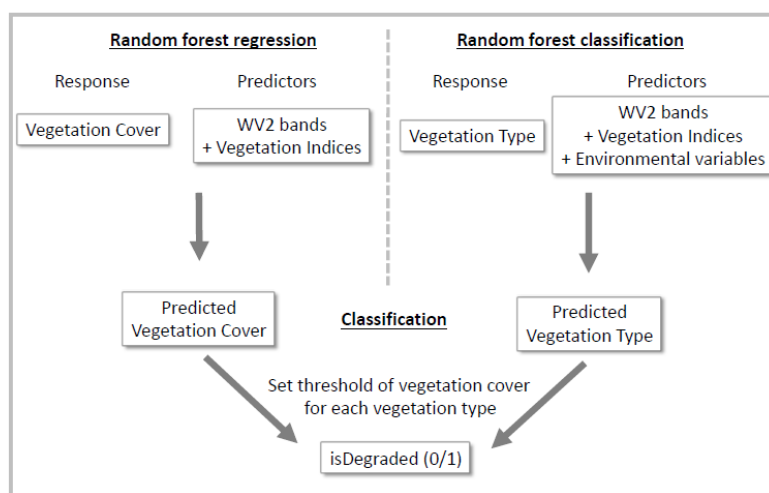 Random forest regression
Response
Predictors
Vegetation Cover
WV2 bands
+ Vegetation Indices
Random forest classification
Response
Predictors
Vegetation Type
WV2 bands
+ Vegetation Indices
+ Environmental variables
Predicted
Vegetation Cover
Classification
Predicted
Vegetation Type
Set threshold of vegetation cover
for each vegetation type
isDegraded (0/1)